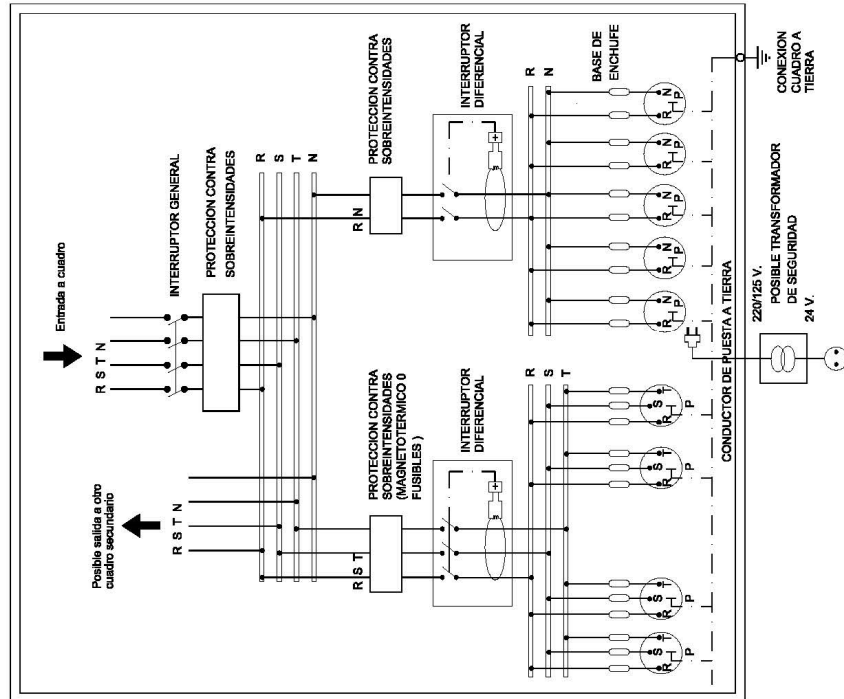 Entrada a cuadro
R S T N
INTERRUPTOR GENERAL
PROTECCION CONTRA
SOBREINTENSIDADES
Posible salida a otro
cuadro secundario
R S T N
R
S
T
N
R N
PROTECCION CONTRA
SOBREINTENSIDADES
INTERRUPTOR
DIFERENCIAL
R
N
BASE DE
ENCHUFE
R N
P
R N
P
R N
P
R N
P
R N
P
R S T
PROTECCION CONTRA
SOBREINTENSIDADES
(MAGNETOTERMICO 0
FUSIBLES )
INTERRUPTOR
DIFERENCIAL
R
S
T
R S T
P
R S T
P
R S T
P
R S T
P
CONDUCTOR DE PUESTA A TIERRA
CONEXION
CUADRO A
TIERRA
220/125 V.
POSIBLE TRANSFORMADOR
DE SEGURIDAD
24 V.